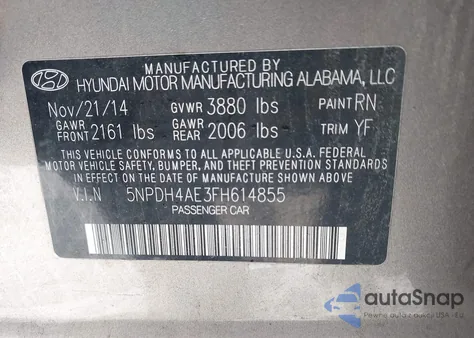 MANUFACTURED BY
HYUNDAI MOTOR MANUFACTURING ALABAMA, LLC
Nov/21/14 GVWR 3880 lbs PAINT RN
GAWR FRONT 2161 lbs GAWR REAR 2006 lbs TRIM YF
THIS VEHICLE CONFORMS TO ALL APPLICABLE U.S.A. FEDERAL
MOTOR VEHICLE SAFETY, BUMPER, AND THEFT PREVENTION STANDARDS
IN EFFECT ON THE DATE OF MANUFACTURE SHOWN ABOVE.
V.I.N 5NPDH4AE3FH614855
PASSENGER CAR
autoSnap